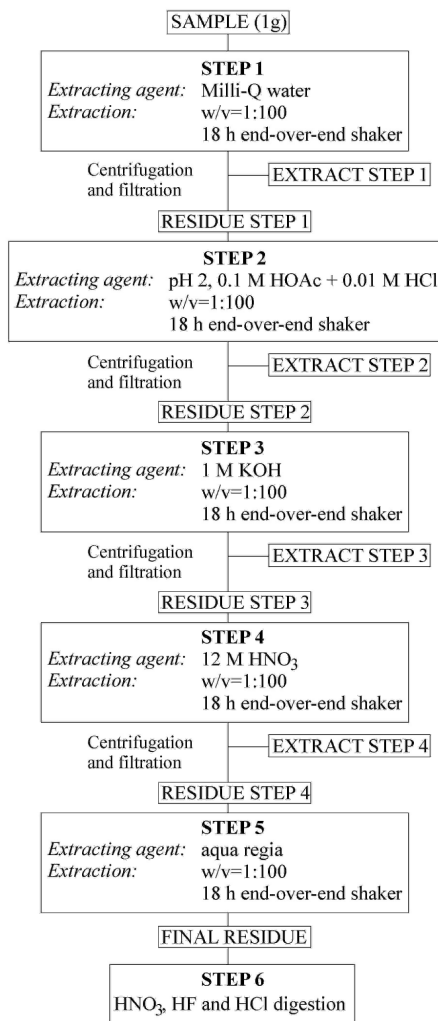 SAMPLE (1g)
STEP 1
Extracting agent: Milli-Q water
Extraction: w/v=1:100
18 h end-over-end shaker
Centrifugation
and filtration
EXTRACT STEP 1
RESIDUE STEP 1
STEP 2
Extracting agent: pH 2, 0.1 M HOAc + 0.01 M HCl
Extraction: w/v=1:100
18 h end-over-end shaker
Centrifugation
and filtration
EXTRACT STEP 2
RESIDUE STEP 2
STEP 3
Extracting agent: 1 M KOH
Extraction: w/v=1:100
18 h end-over-end shaker
Centrifugation
and filtration
EXTRACT STEP 3
RESIDUE STEP 3
STEP 4
Extracting agent: 12 M HNO₃
Extraction: w/v=1:100
18 h end-over-end shaker
Centrifugation
and filtration
EXTRACT STEP 4
RESIDUE STEP 4
STEP 5
Extracting agent: aqua regia
Extraction: w/v=1:100
18 h end-over-end shaker
FINAL RESIDUE
STEP 6
HNO₃, HF and HCl digestion